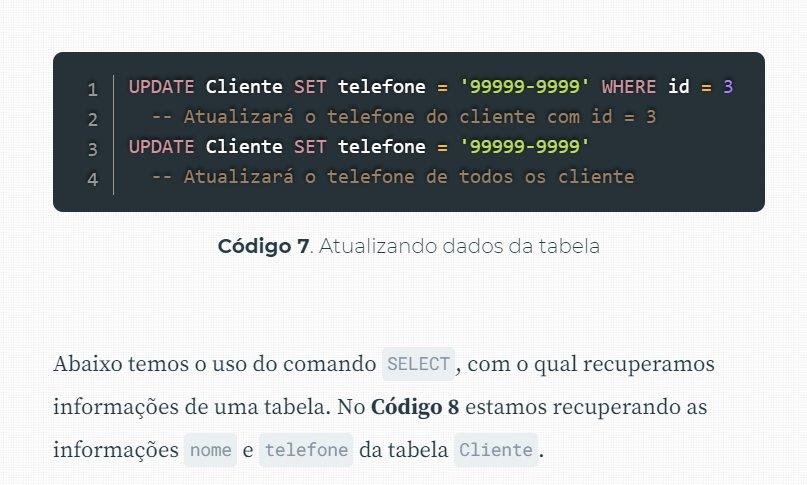 1 UPDATE Cliente SET telefone = '99999-9999' WHERE id = 3
2 -- Atualizará o telefone do cliente com id = 3
3 UPDATE Cliente SET telefone = '99999-9999'
4 -- Atualizará o telefone de todos os cliente
Código 7. Atualizando dados da tabela
Abaixo temos o uso do comando SELECT, com o qual recuperamos
informações de uma tabela. No Código 8 estamos recuperando as
informações nome e telefone da tabela Cliente.